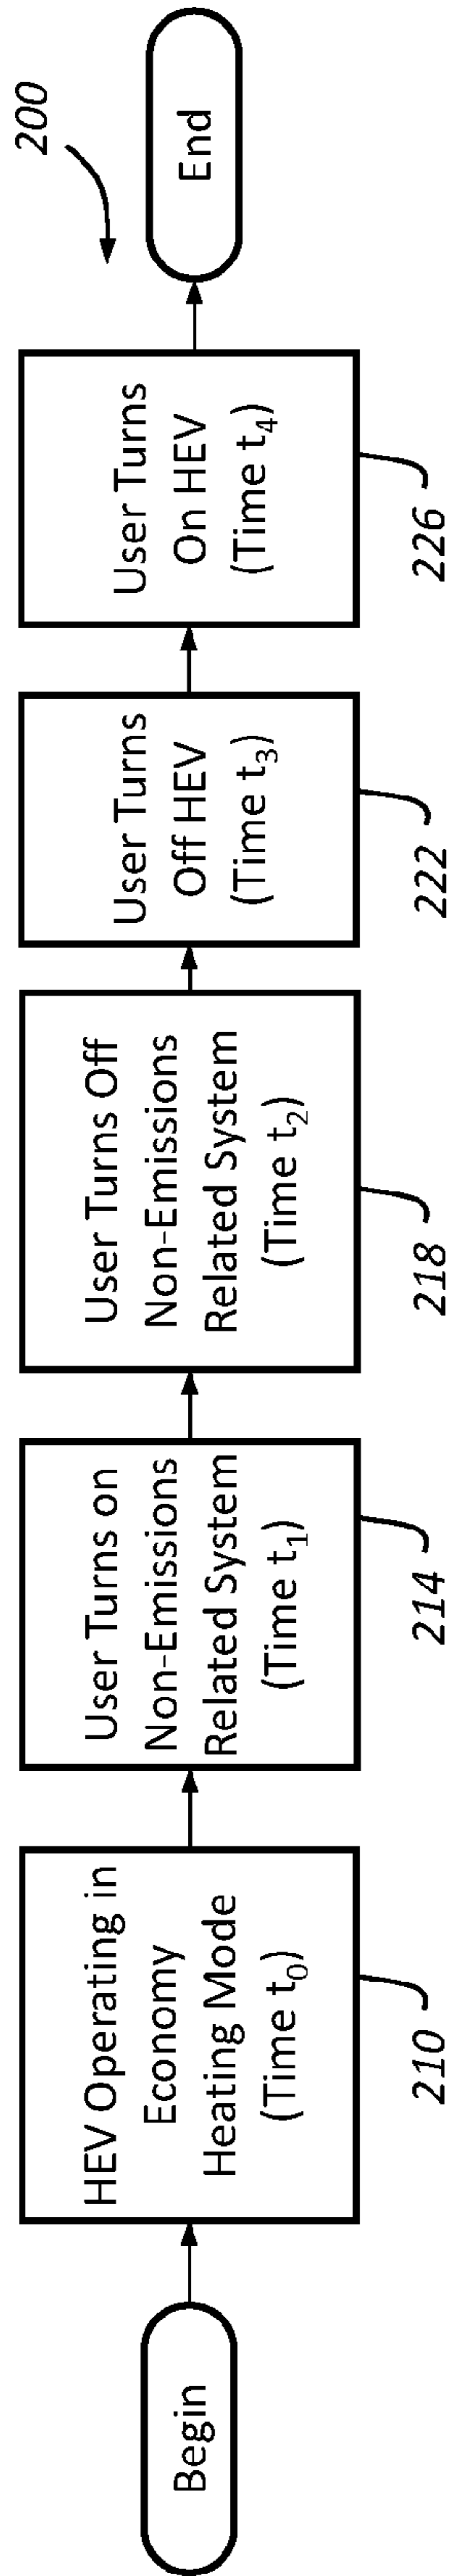 200
Begin
HEV Operating in
Economy
Heating Mode
(Time t₀)
210
User Turns on
Non-Emissions
Related System
(Time t₁)
214
User Turns Off
Non-Emissions
Related System
(Time t₂)
218
User Turns
Off HEV
(Time t₃)
222
User Turns
On HEV
(Time t₄)
226
End